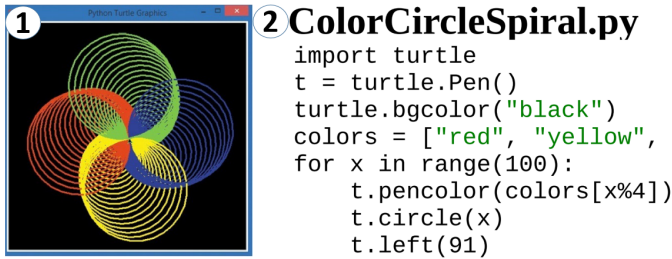 1
Python Turtle Graphics
2 ColorCircleSpiral.py
import turtle
t = turtle.Pen()
turtle.bgcolor("black")
colors = ["red", "yellow",
for x in range(100):
    t.pencolor(colors[x%4])
    t.circle(x)
    t.left(91)